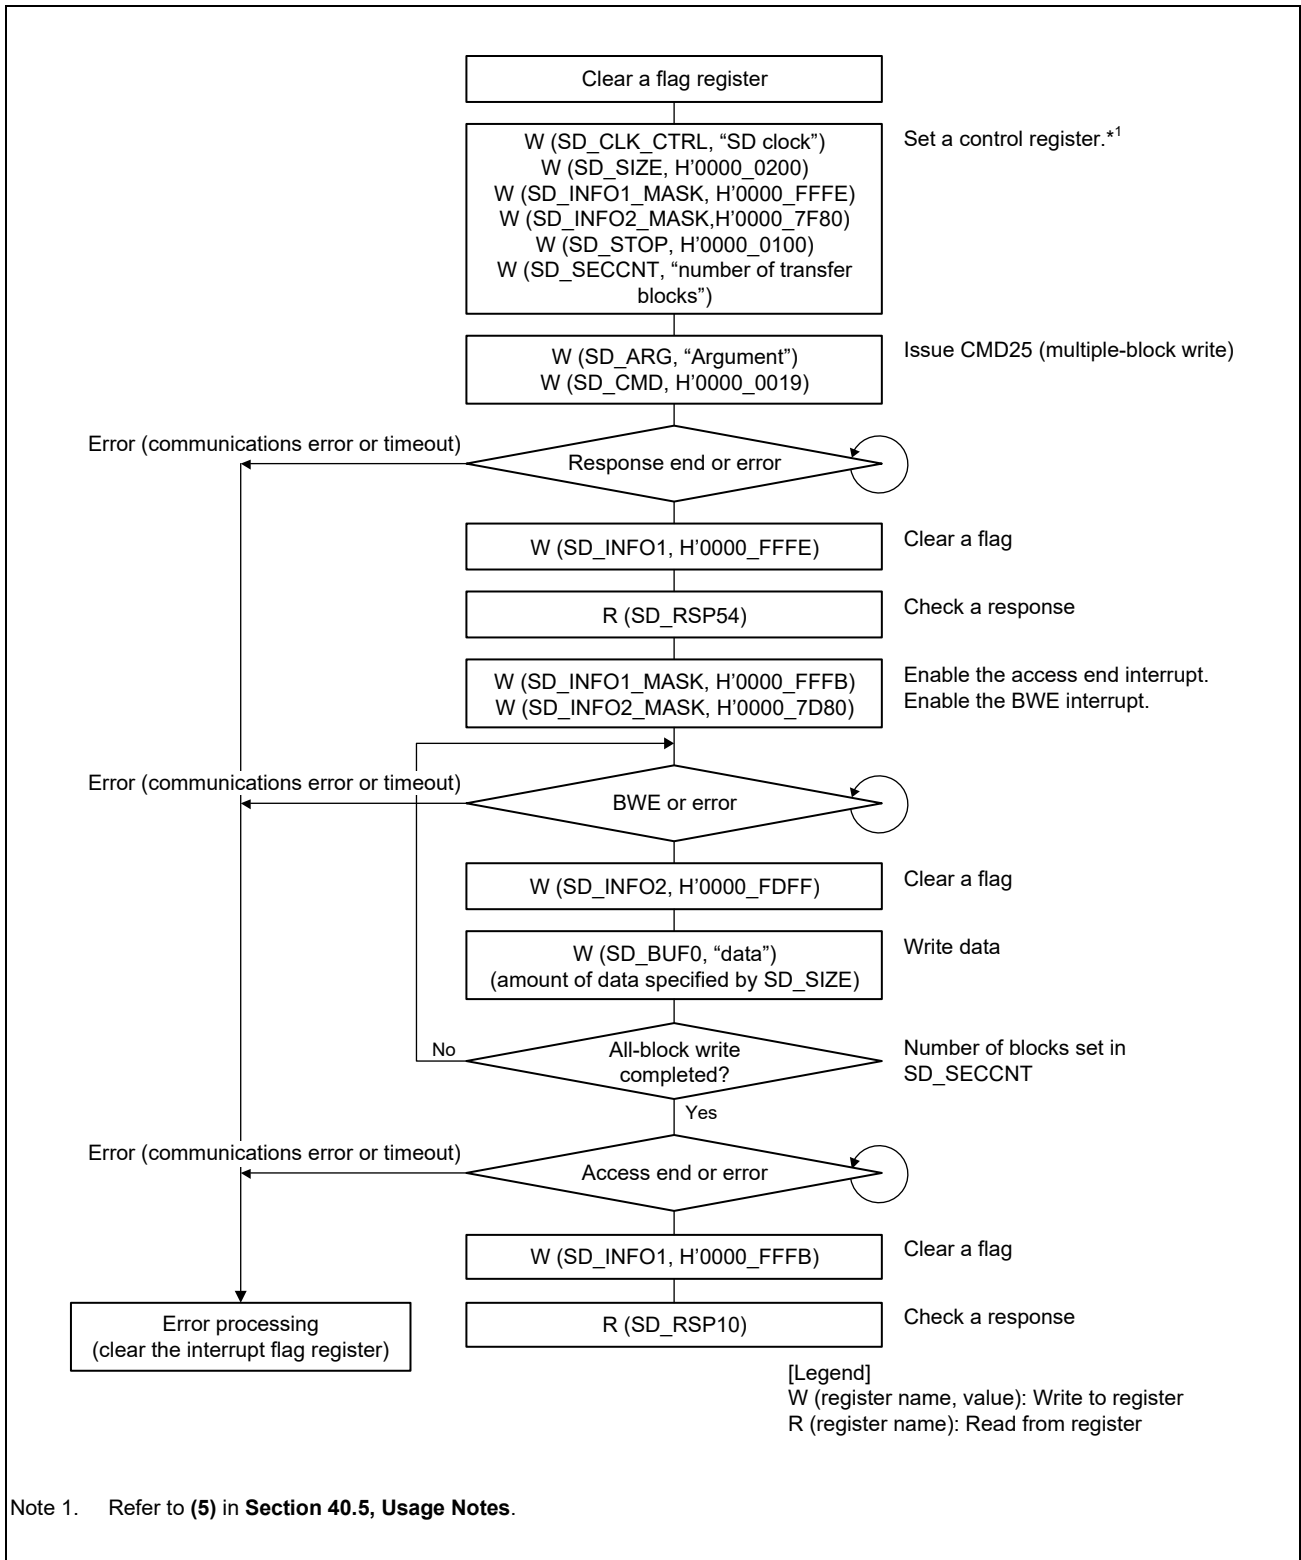 Clear a flag register
W (SD_CLK_CTRL, “SD clock”)
W (SD_SIZE, H’0000_0200)
W (SD_INFO1_MASK, H’0000_FFFE)
W (SD_INFO2_MASK,H’0000_7F80)
W (SD_STOP, H’0000_0100)
W (SD_SECCNT, “number of transfer
blocks”)
Set a control register.*1
W (SD_ARG, “Argument”)
W (SD_CMD, H’0000_0019)
Issue CMD25 (multiple-block write)
Error (communications error or timeout)
Response end or error
W (SD_INFO1, H’0000_FFFE)
Clear a flag
R (SD_RSP54)
Check a response
W (SD_INFO1_MASK, H’0000_FFFB)
W (SD_INFO2_MASK, H’0000_7D80)
Enable the access end interrupt.
Enable the BWE interrupt.
Error (communications error or timeout)
BWE or error
W (SD_INFO2, H’0000_FDFF)
Clear a flag
W (SD_BUF0, “data”)
(amount of data specified by SD_SIZE)
Write data
No
All-block write
completed?
Number of blocks set in
SD_SECCNT
Yes
Error (communications error or timeout)
Access end or error
W (SD_INFO1, H’0000_FFFB)
Clear a flag
Error processing
(clear the interrupt flag register)
R (SD_RSP10)
Check a response
[Legend]
W (register name, value): Write to register
R (register name): Read from register
Note 1. Refer to (5) in Section 40.5, Usage Notes.